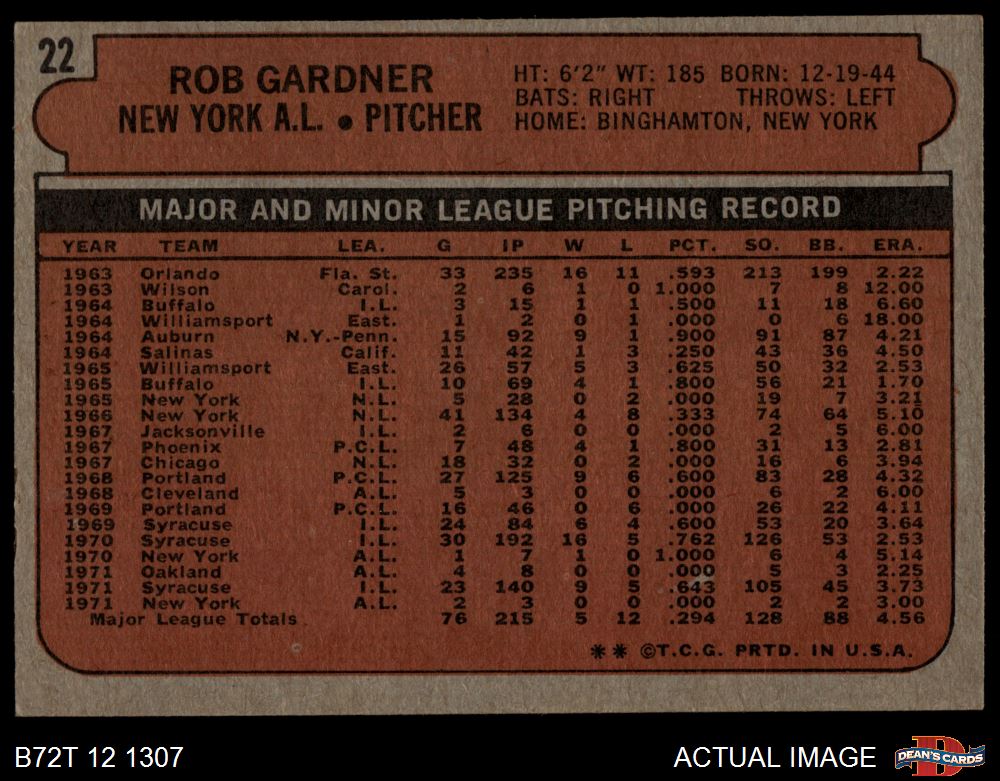 22
ROB GARDNER
NEW YORK A.L. • PITCHER
HT: 6'2" WT: 185 BORN: 12-19-44
BATS: RIGHT THROWS: LEFT
HOME: BINGHAMTON, NEW YORK
MAJOR AND MINOR LEAGUE PITCHING RECORD
YEAR TEAM LEA. G IP W L PCT. SO. BB. ERA.
1963 Orlando Fla. St. 33 235 16 11 .593 213 199 2.22
1963 Wilson Carol. 2 6 1 0 1.000 7 8 12.00
1964 Buffalo I.L. 3 15 1 1 .500 11 18 6.60
1964 Williamsport East. 1 2 0 1 .000 0 6 18.00
1964 Auburn N.Y.-Penn. 15 92 9 1 .900 91 87 4.21
1964 Salinas Calif. 11 42 1 3 .250 43 36 4.50
1965 Williamsport East. 26 57 5 3 .625 50 32 2.53
1965 Buffalo I.L. 10 69 4 1 .800 56 21 1.70
1965 New York N.L. 5 28 0 2 .000 19 7 3.21
1966 New York N.L. 41 134 4 8 .333 74 64 5.10
1967 Jacksonville I.L. 2 6 0 0 .000 2 5 6.00
1967 Phoenix P.C.L. 7 48 4 1 .800 31 13 2.81
1967 Chicago N.L. 18 32 0 2 .000 16 6 3.94
1968 Portland P.C.L. 27 125 9 6 .600 83 28 4.32
1968 Cleveland A.L. 5 3 0 0 .000 6 2 6.00
1969 Portland P.C.L. 16 46 0 6 .000 26 22 4.11
1969 Syracuse I.L. 24 84 6 4 .600 53 20 3.64
1970 Syracuse I.L. 30 192 16 5 .762 126 53 2.53
1970 New York A.L. 1 7 1 0 1.000 6 4 5.14
1971 Oakland A.L. 4 8 0 0 .000 5 3 2.25
1971 Syracuse I.L. 23 140 9 5 .643 105 45 3.73
1971 New York A.L. 2 3 0 0 .000 2 2 3.00
Major League Totals 76 215 5 12 .294 128 88 4.56
** ©T.C.G. PRTD. IN U.S.A.
B72T 12 1307
ACTUAL IMAGE
D
DEAN'S CARDS